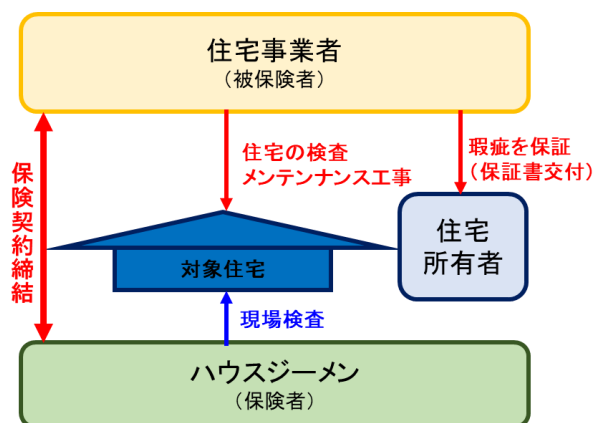 住宅事業者
（被保険者）
保険契約締結
住宅の検査
メンテンナンス工事
瑕疵を保証
（保証書交付）
住宅
所有者
対象住宅
現場検査
ハウスジーメン
（保険者）